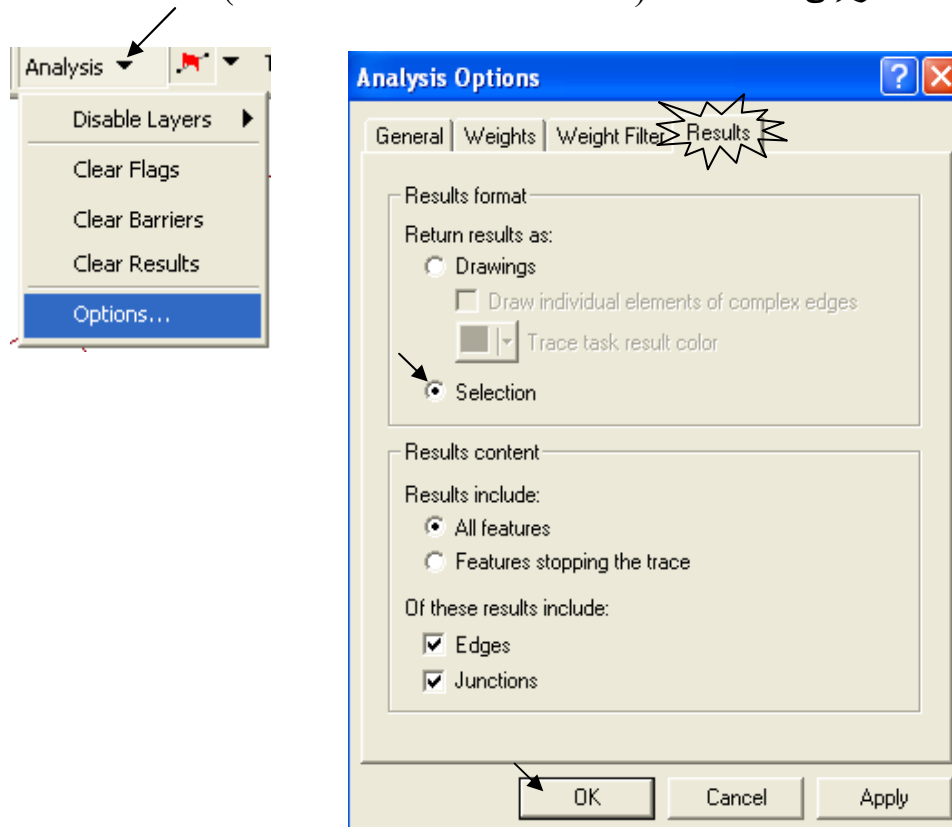 Analysis
Disable Layers
Clear Flags
Clear Barriers
Clear Results
Options...
Analysis Options
General
Weights
Weight Filter
Results
Results format
Return results as:
Drawings
Draw individual elements of complex edges
Trace task result color
Selection
Results content
Results include:
All features
Features stopping the trace
Of these results include:
Edges
Junctions
OK
Cancel
Apply